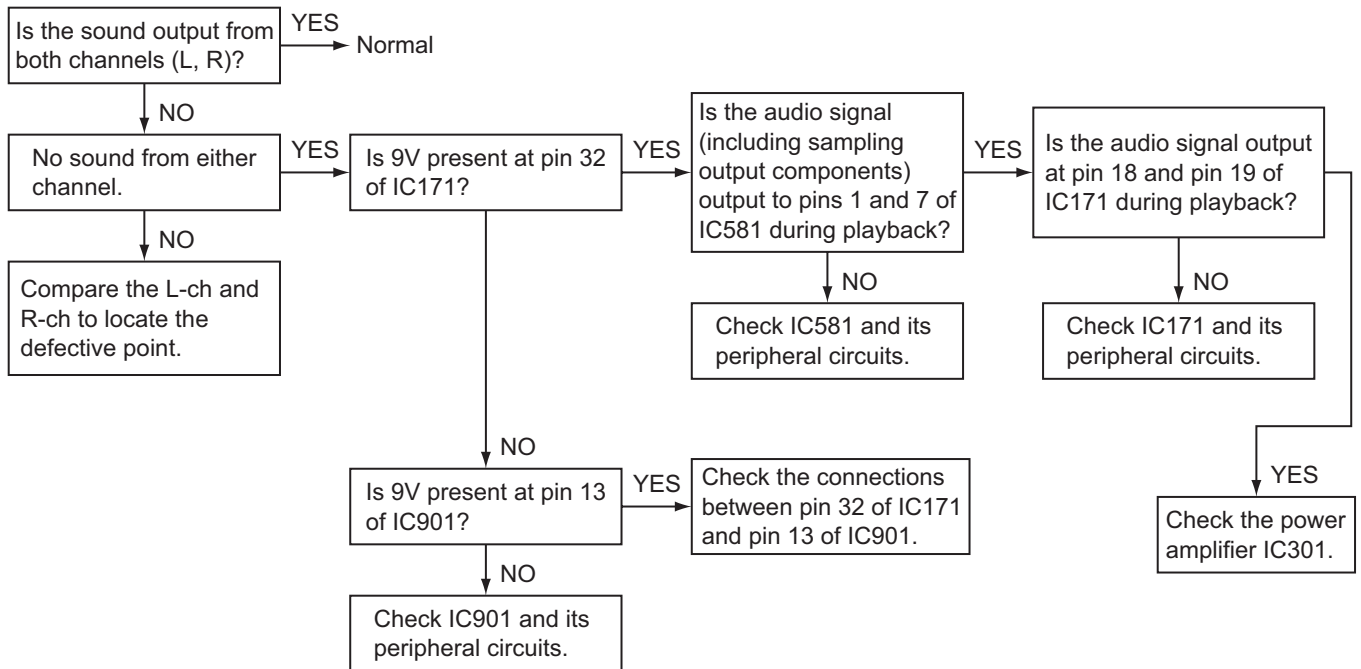 Is the sound output from
both channels (L, R)?
YES
Normal
NO
No sound from either
channel.
YES
Is 9V present at pin 32
of IC171?
YES
Is the audio signal
(including sampling
output components)
output to pins 1 and 7 of
IC581 during playback?
YES
Is the audio signal output
at pin 18 and pin 19 of
IC171 during playback?
NO
Compare the L-ch and
R-ch to locate the
defective point.
NO
Check IC581 and its
peripheral circuits.
NO
Check IC171 and its
peripheral circuits.
NO
Is 9V present at pin 13
of IC901?
YES
Check the connections
between pin 32 of IC171
and pin 13 of IC901.
YES
Check the power
amplifier IC301.
NO
Check IC901 and its
peripheral circuits.